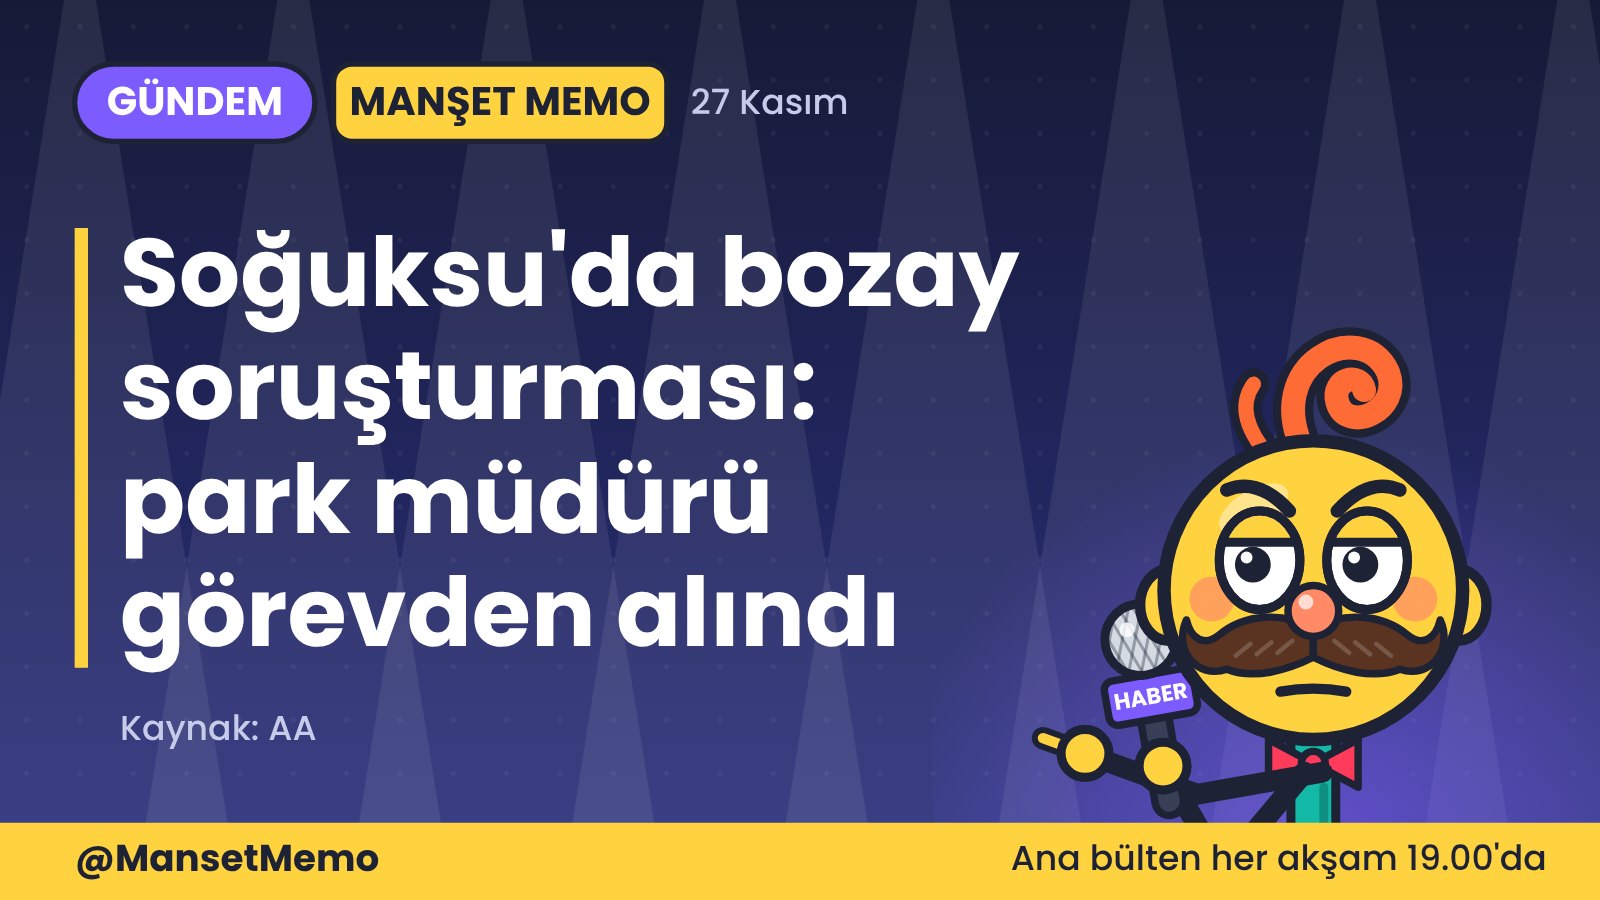 GÜNDEM MANŞET MEMO 27 Kasım
Soğuksu'da bozay
soruşturması:
park müdürü
görevden alındı
Kaynak: AA
HABER
@MansetMemo
Ana bülten her akşam 19.00'da